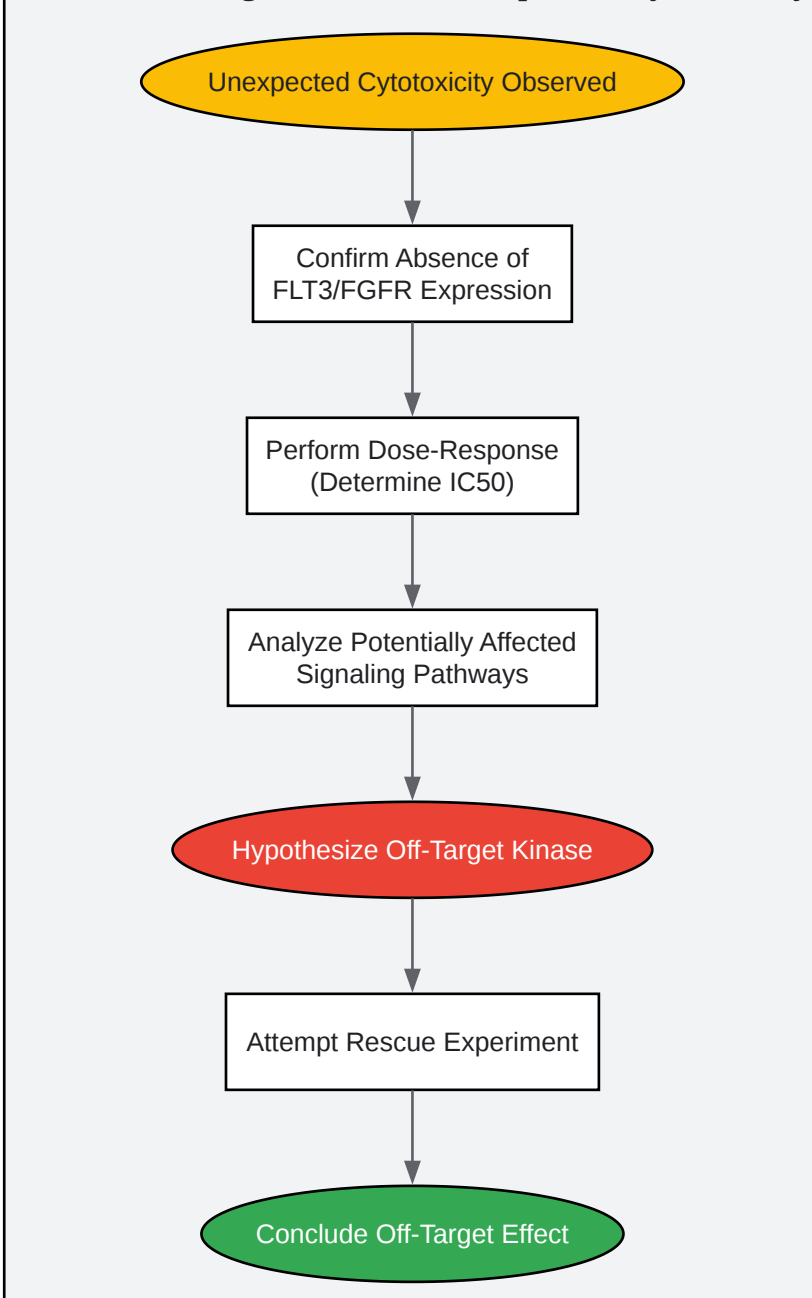 Unexpected Cytotoxicity Observed
Confirm Absence of
FLT3/FGFR Expression
Perform Dose-Response
(Determine IC50)
Analyze Potentially Affected
Signaling Pathways
Hypothesize Off-Target Kinase
Attempt Rescue Experiment
Conclude Off-Target Effect